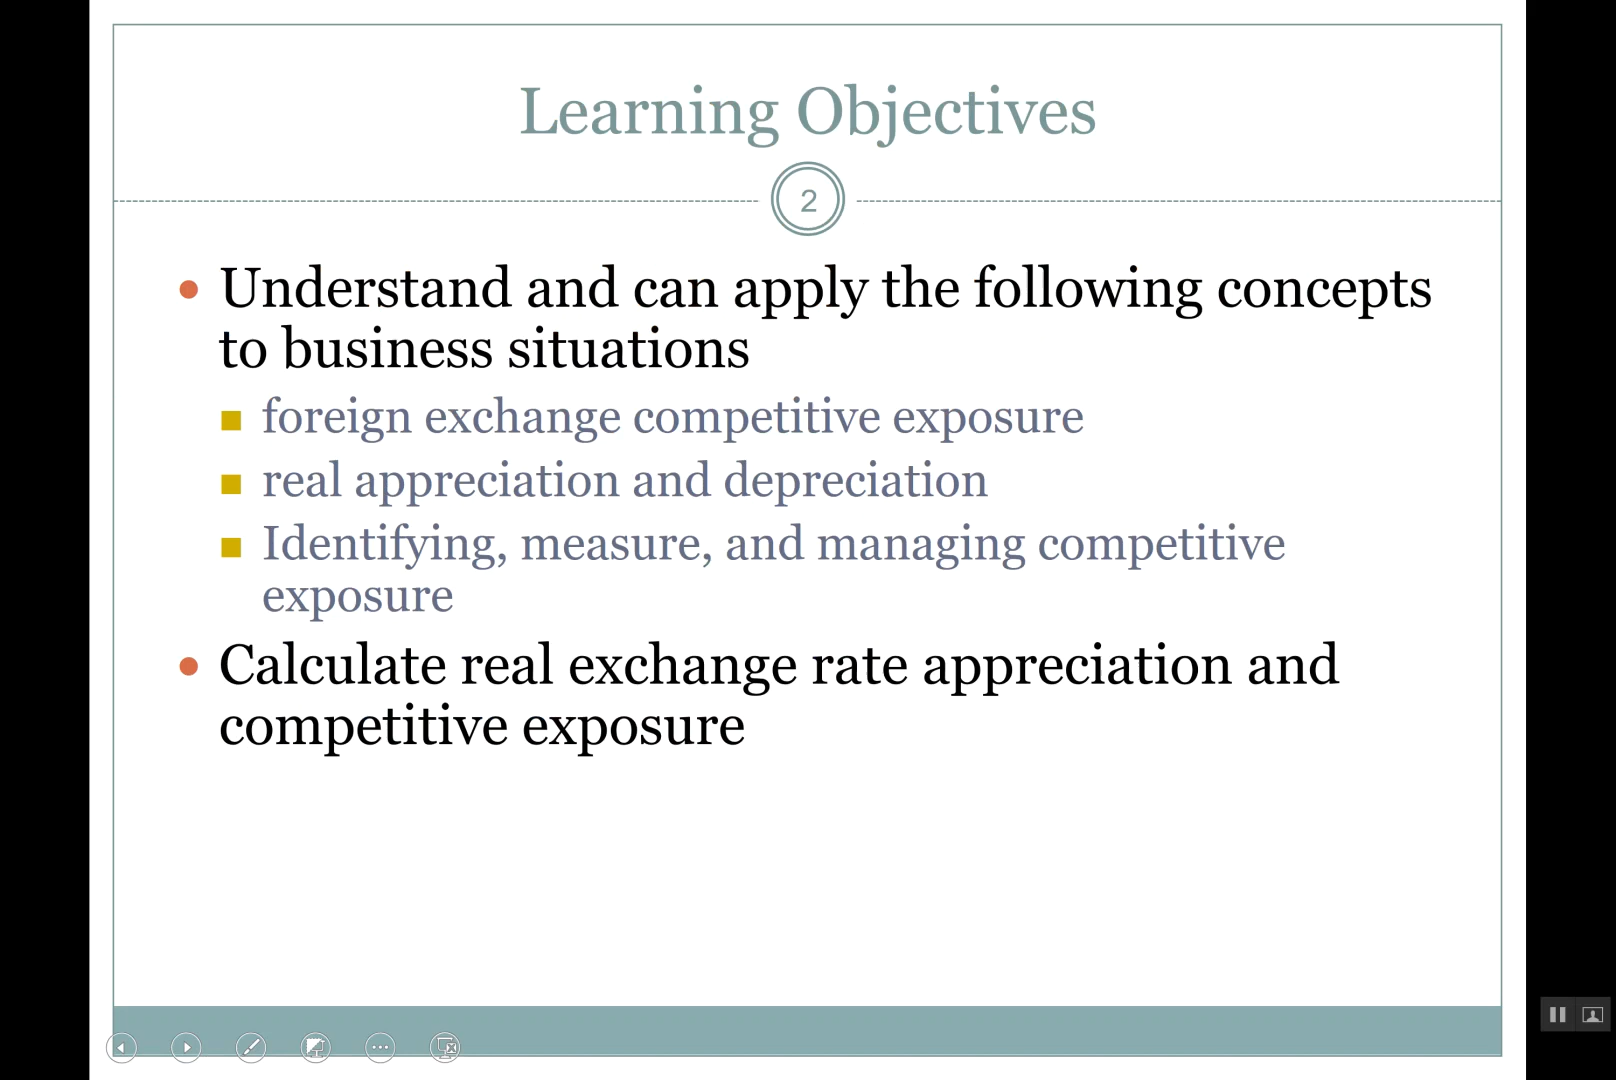 Learning Objectives
2
Understand and can apply the following concepts
to business situations
foreign exchange competitive exposure
real appreciation and depreciation
Identifying, measure, and managing competitive
exposure
Calculate real exchange rate appreciation and
competitive exposure